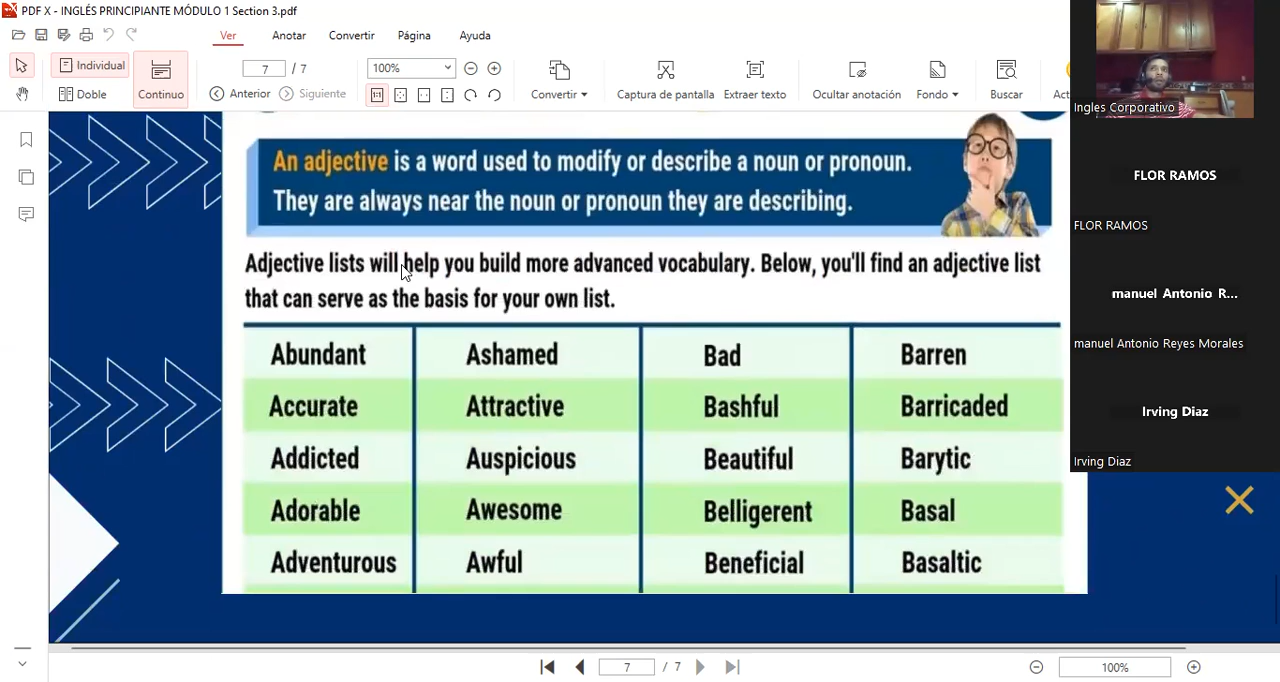 PDF X - INGLÉS PRINCIPIANTE MÓDULO 1 Section 3.pdf
Ver Anotar Convertir Página Ayuda
Individual
Doble
Continuo
7 / 7
Anterior Siguiente
100%
Convertir
Captura de pantalla
Extraer texto
Ocultar anotación
Fondo
Buscar
An adjective is a word used to modify or describe a noun or pronoun.
They are always near the noun or pronoun they are describing.
Adjective lists will help you build more advanced vocabulary. Below, you'll find an adjective list
that can serve as the basis for your own list.
Abundant Ashamed Bad Barren
Accurate Attractive Bashful Barricaded
Addicted Auspicious Beautiful Barytic
Adorable Awesome Belligerent Basal
Adventurous Awful Beneficial Basaltic
Ingles Corporativo
FLOR RAMOS
FLOR RAMOS
manuel Antonio R...
manuel Antonio Reyes Morales
Irving Diaz
Irving Diaz
7 / 7
100%